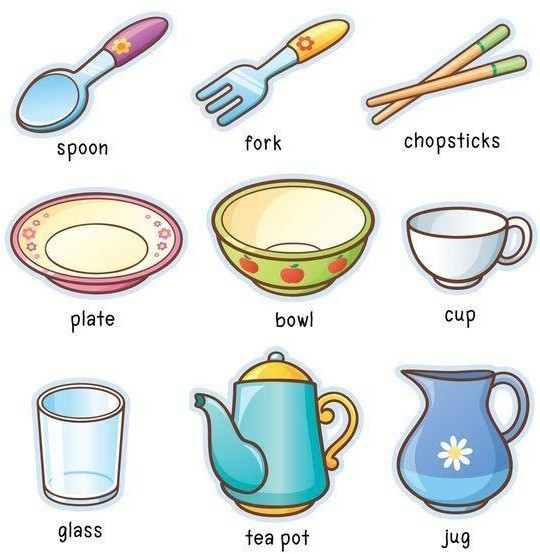 spoon
fork
chopsticks
plate
bowl
cup
glass
tea pot
jug